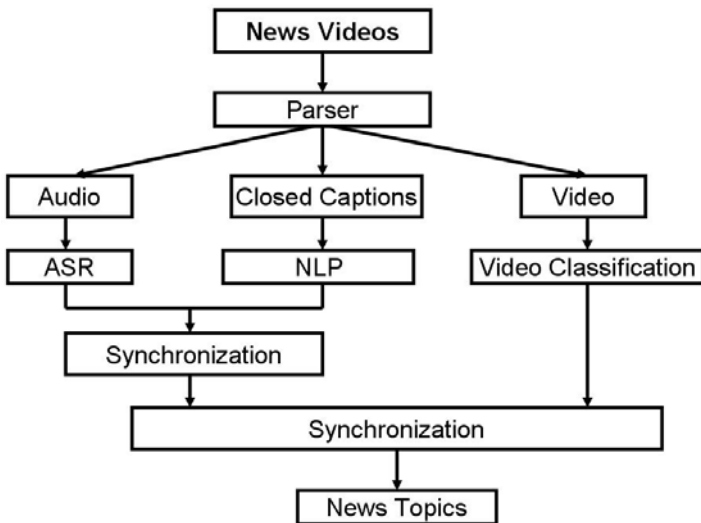 News Videos
Parser
Audio
Closed Captions
Video
ASR
NLP
Video Classification
Synchronization
Synchronization
News Topics